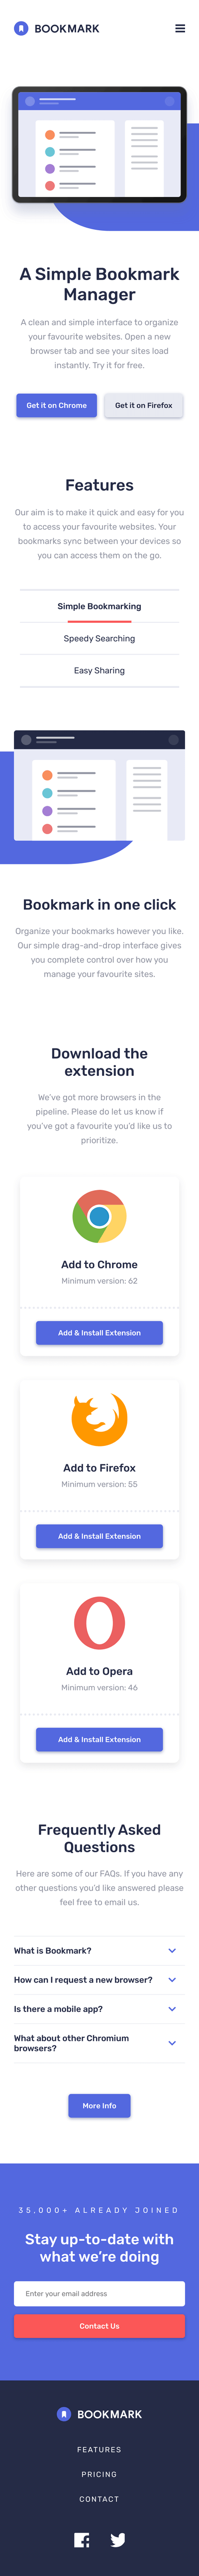 BOOKMARK
A Simple Bookmark
Manager
A clean and simple interface to organize
your favourite websites. Open a new
browser tab and see your sites load
instantly. Try it for free.
Get it on Chrome
Get it on Firefox
Features
Our aim is to make it quick and easy for you
to access your favourite websites. Your
bookmarks sync between your devices so
you can access them on the go.
Simple Bookmarking
Speedy Searching
Easy Sharing
Bookmark in one click
Organize your bookmarks however you like.
Our simple drag-and-drop interface gives
you complete control over how you
manage your favourite sites.
Download the
extension
We've got more browsers in the
pipeline. Please do let us know if
you've got a favourite you'd like us to
prioritize.
Add to Chrome
Minimum version: 62
Add & Install Extension
Add to Firefox
Minimum version: 55
Add & Install Extension
Add to Opera
Minimum version: 46
Add & Install Extension
Frequently Asked
Questions
Here are some of our FAQs. If you have any
other questions you'd like answered please
feel free to email us.
What is Bookmark?
How can I request a new browser?
Is there a mobile app?
What about other Chromium
browsers?
More Info
35,000+ ALREADY JOINED
Stay up-to-date with
what we're doing
Enter your email address
Contact Us
BOOKMARK
FEATURES
PRICING
CONTACT